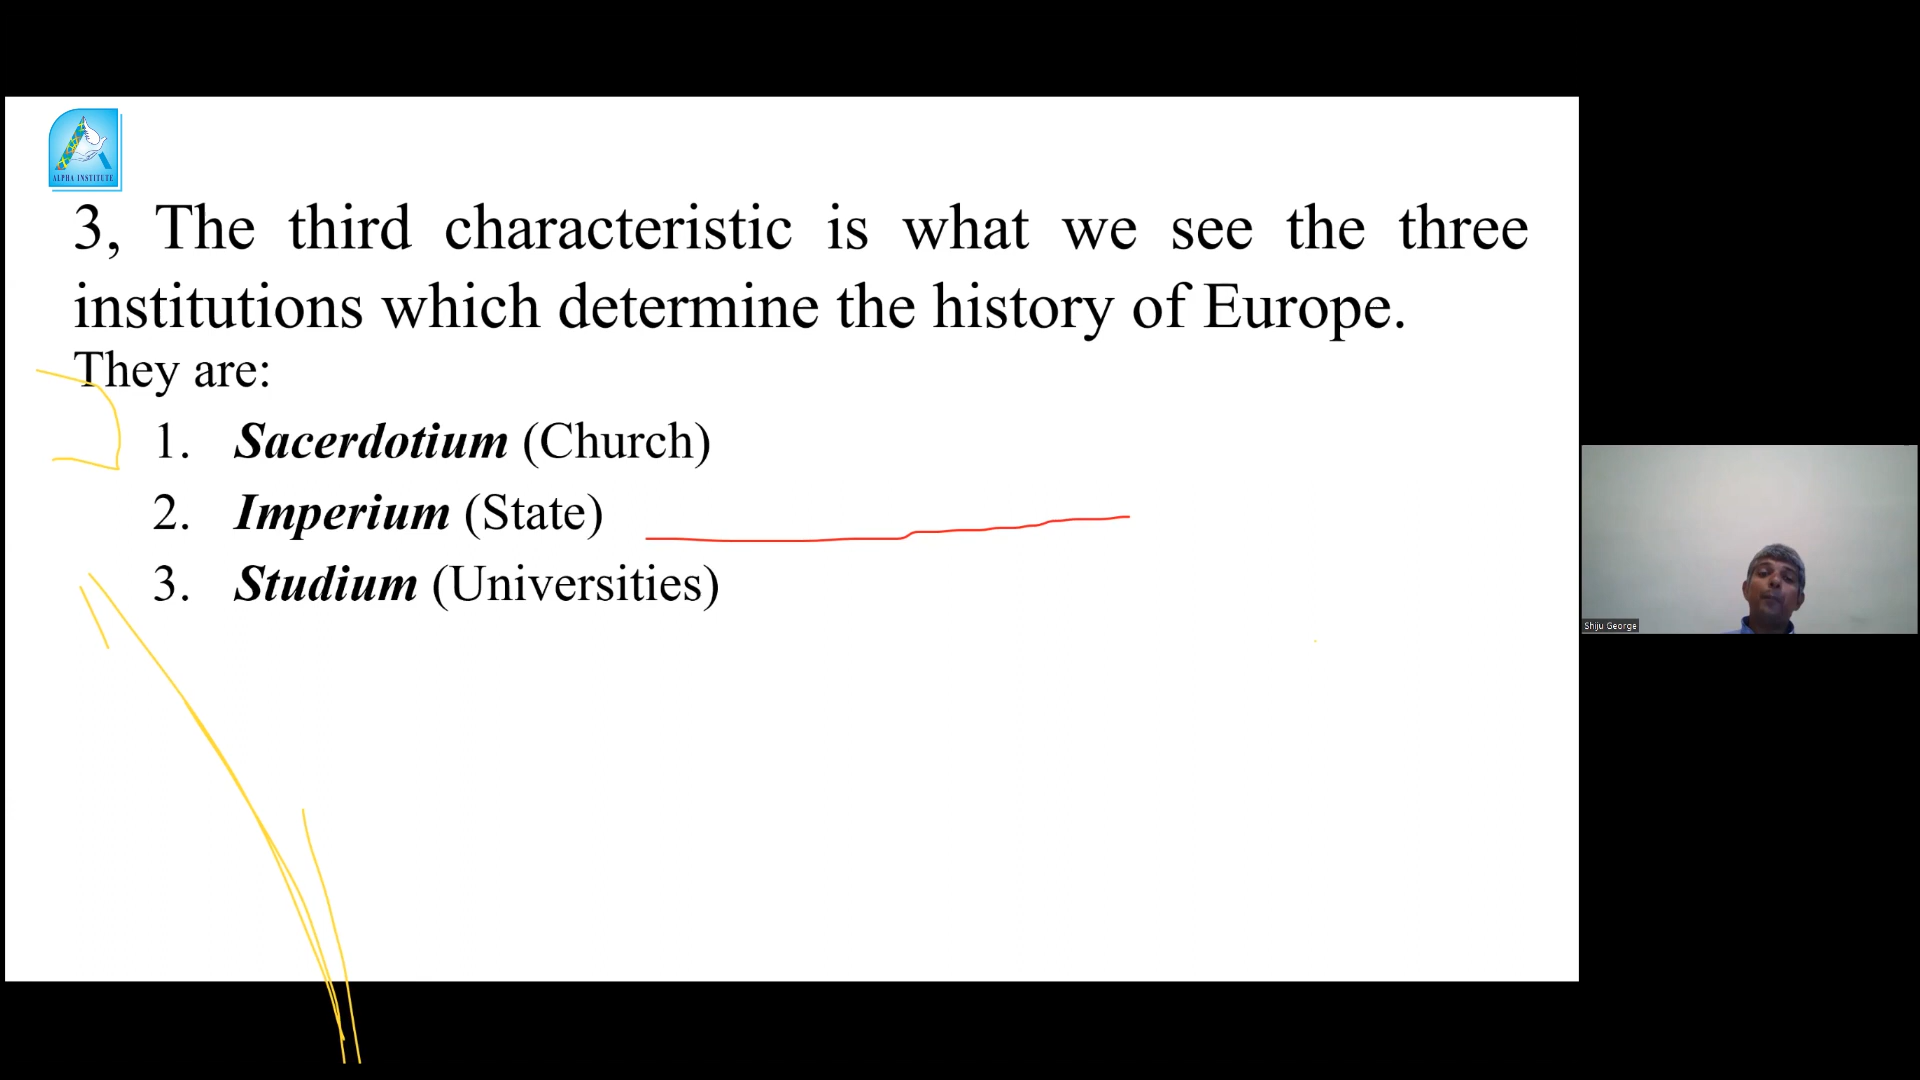 ALPHA INSTITUTE
3, The third characteristic is what we see the three
institutions which determine the history of Europe.
They are:
1. Sacerdotium (Church)
2. Imperium (State)
3. Studium (Universities)
Shiju George